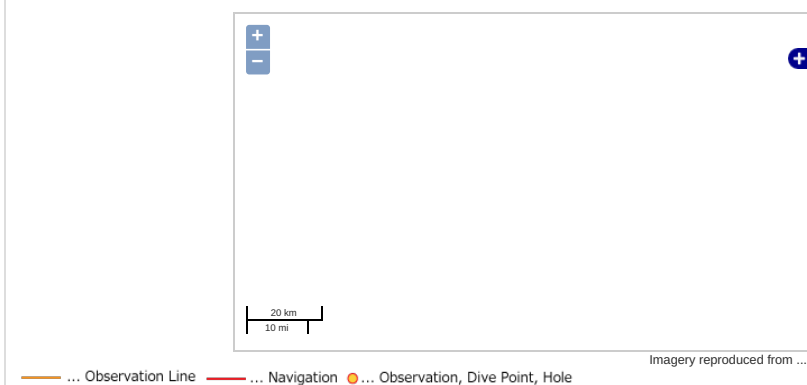 +
−
+
20 km
10 mi
Imagery reproduced from ...
... Observation Line ... Navigation ... Observation, Dive Point, Hole